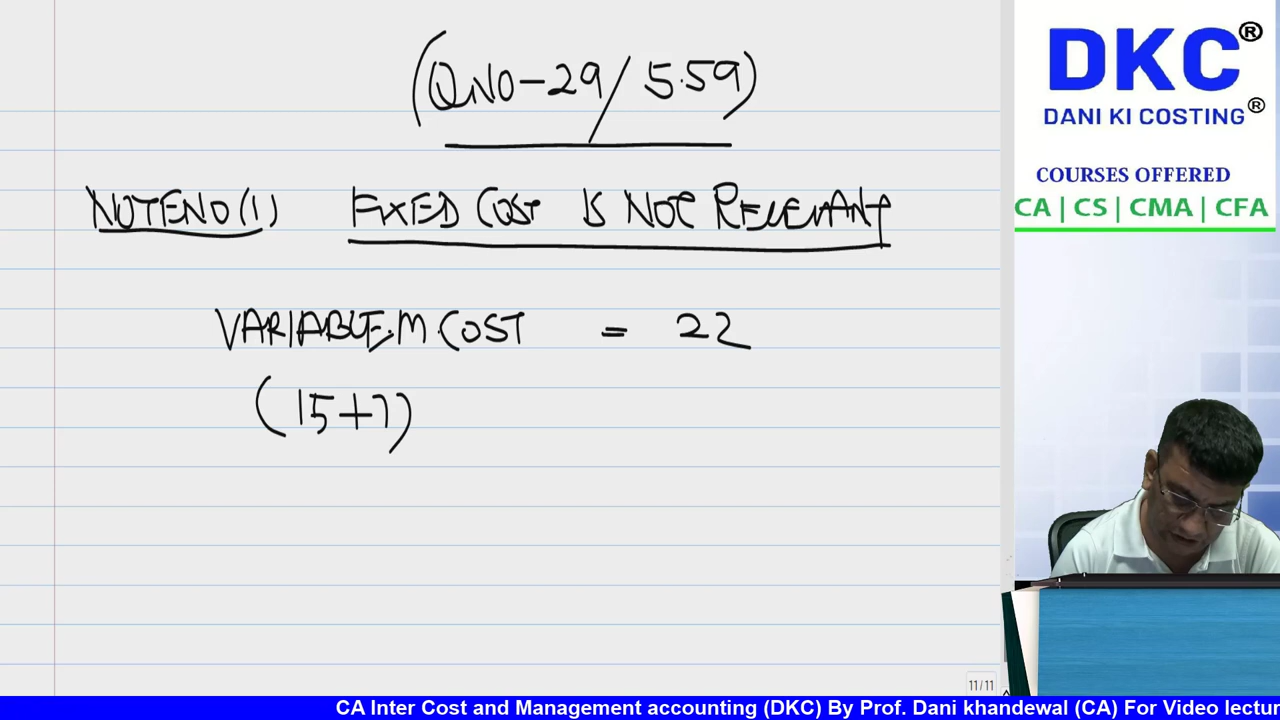 (QNO-29/5.59)
NOTENO(1) FIXED COST IS NOT RELEVANT
VARIABLE.M.COST = 22
(15+7)
11/11
DKC®
DANI KI COSTING®
COURSES OFFERED
CA | CS | CMA | CFA
CA Inter Cost and Management accounting (DKC) By Prof. Dani khandewal (CA) For Video lectur